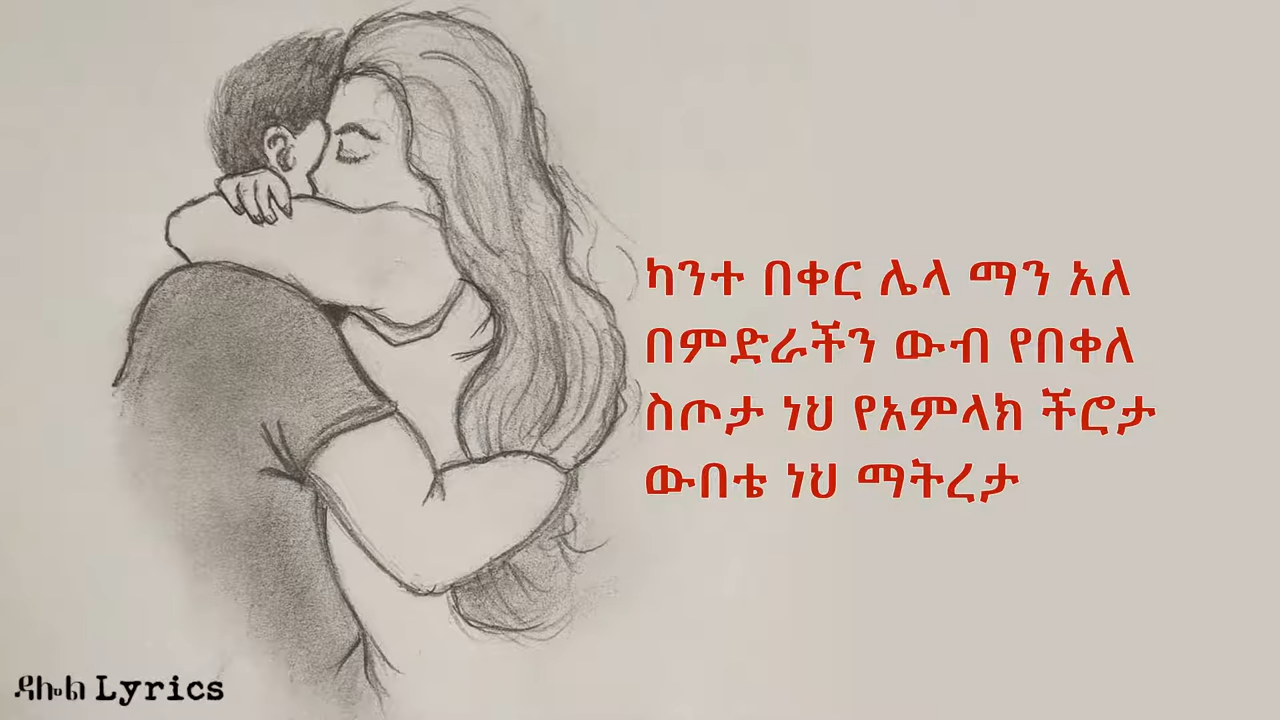 ካንተ በቀር ሌላ ማን አለ
በምድራችን ውብ የበቀለ
ስጦታ ነህ የአምላክ ችሮታ
ውበቴ ነህ ማትረታ
ዳሎል Lyrics